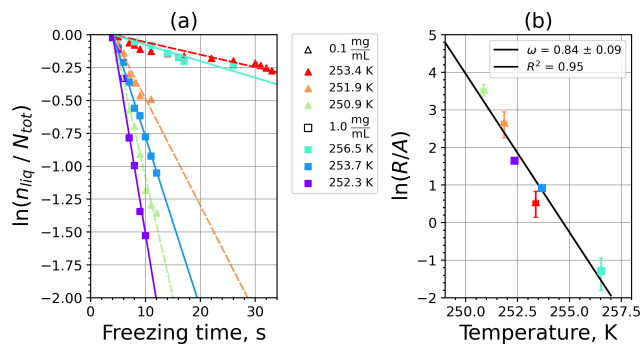 (a)
ln(n_liq / N_tot)
0.00
−0.25
−0.50
−0.75
−1.00
−1.25
−1.50
−1.75
−2.00
0
10
20
30
Freezing time, s
0.1 mg/mL
253.4 K
251.9 K
250.9 K
1.0 mg/mL
256.5 K
253.7 K
252.3 K
(b)
ln(R/A)
5
4
3
2
1
0
−1
−2
250.0
252.5
255.0
257.5
Temperature, K
ω = 0.84 ± 0.09
R² = 0.95